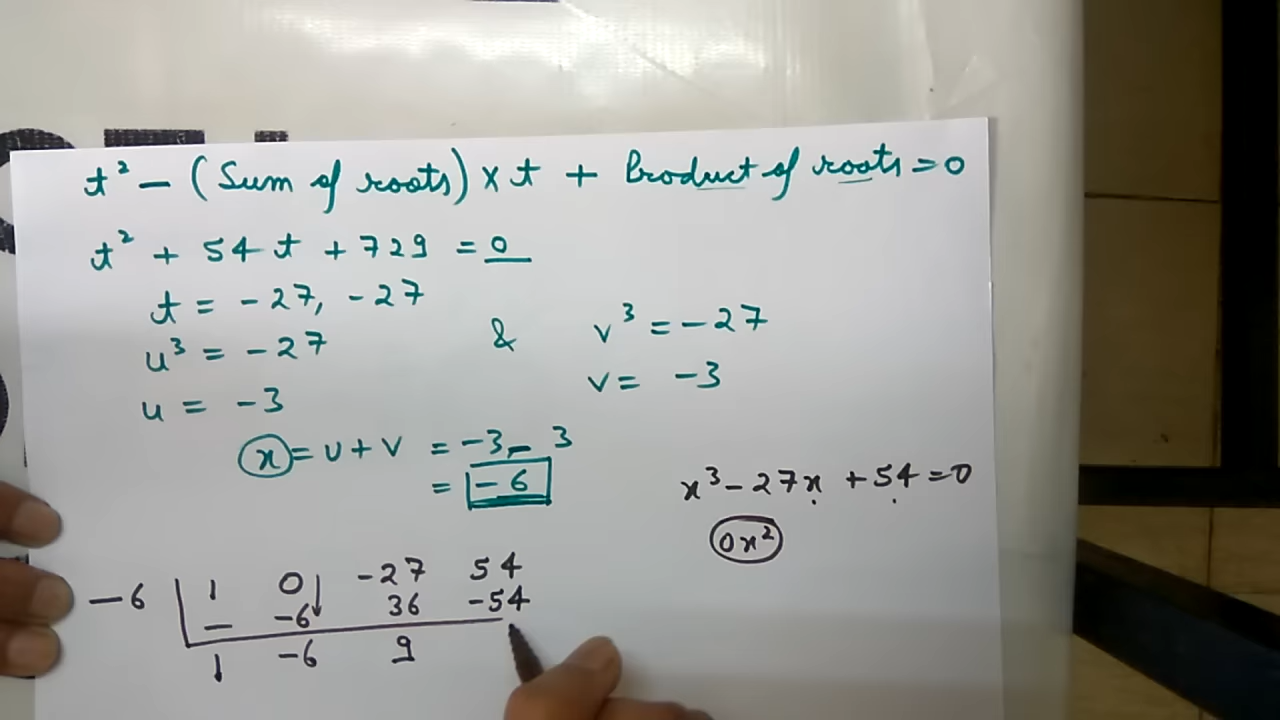 t² - (Sum of roots) × t + Product of roots = 0
t² + 54t + 729 = 0
t = -27, -27
u³ = -27 & v³ = -27
u = -3 v = -3
x = u + v = -3 - 3
= -6
x³ - 27x + 54 = 0
0x²
-6 | 1 0 -27 54
- -6 36 -54
1 -6 9